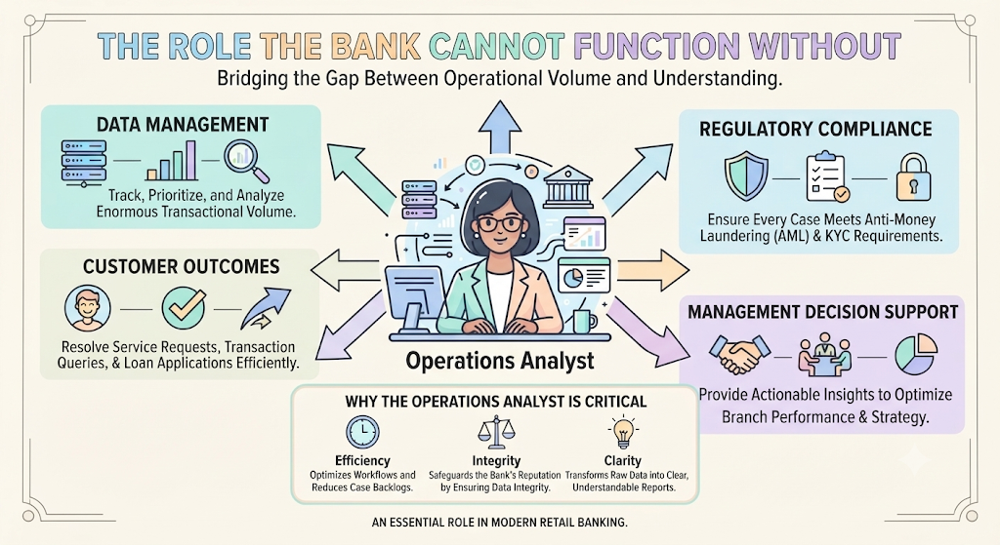 THE ROLE THE BANK CANNOT FUNCTION WITHOUT
Bridging the Gap Between Operational Volume and Understanding.
DATA MANAGEMENT
Track, Prioritize, and Analyze
Enormous Transactional Volume.
CUSTOMER OUTCOMES
Resolve Service Requests, Transaction
Queries, & Loan Applications Efficiently.
Operations Analyst
REGULATORY COMPLIANCE
Ensure Every Case Meets Anti-Money
Laundering (AML) & KYC Requirements.
MANAGEMENT DECISION SUPPORT
Provide Actionable Insights to Optimize
Branch Performance & Strategy.
WHY THE OPERATIONS ANALYST IS CRITICAL
Efficiency
Optimizes Workflows and
Reduces Case Backlogs.
Integrity
Safeguards the Bank's Reputation
by Ensuring Data Integrity.
Clarity
Transforms Raw Data into Clear,
Understandable Reports.
AN ESSENTIAL ROLE IN MODERN RETAIL BANKING.